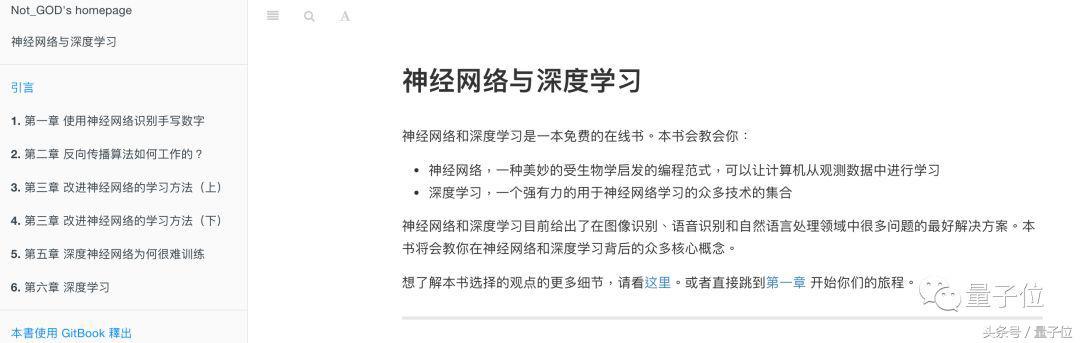 Not_GOD's homepage
神经网络与深度学习
引言
1. 第一章 使用神经网络识别手写数字
2. 第二章 反向传播算法如何工作的？
3. 第三章 改进神经网络的学习方法（上）
4. 第三章 改进神经网络的学习方法（下）
5. 第五章 深度神经网络为何很难训练
6. 第六章 深度学习
本書使用 GitBook 釋出
A
神经网络与深度学习
神经网络和深度学习是一本免费的在线书。本书会教会你：
• 神经网络，一种美妙的受生物学启发的编程范式，可以让计算机从观测数据中进行学习
• 深度学习，一个强有力的用于神经网络学习的众多技术的集合
神经网络和深度学习目前给出了在图像识别、语音识别和自然语言处理领域中很多问题的最好解决方案。本
书将会教你在神经网络和深度学习背后的众多核心概念。
想了解本书选择的观点的更多细节，请看这里。或者直接跳到第一章 开始你们的旅程。
量子位
头条号 / 量子位